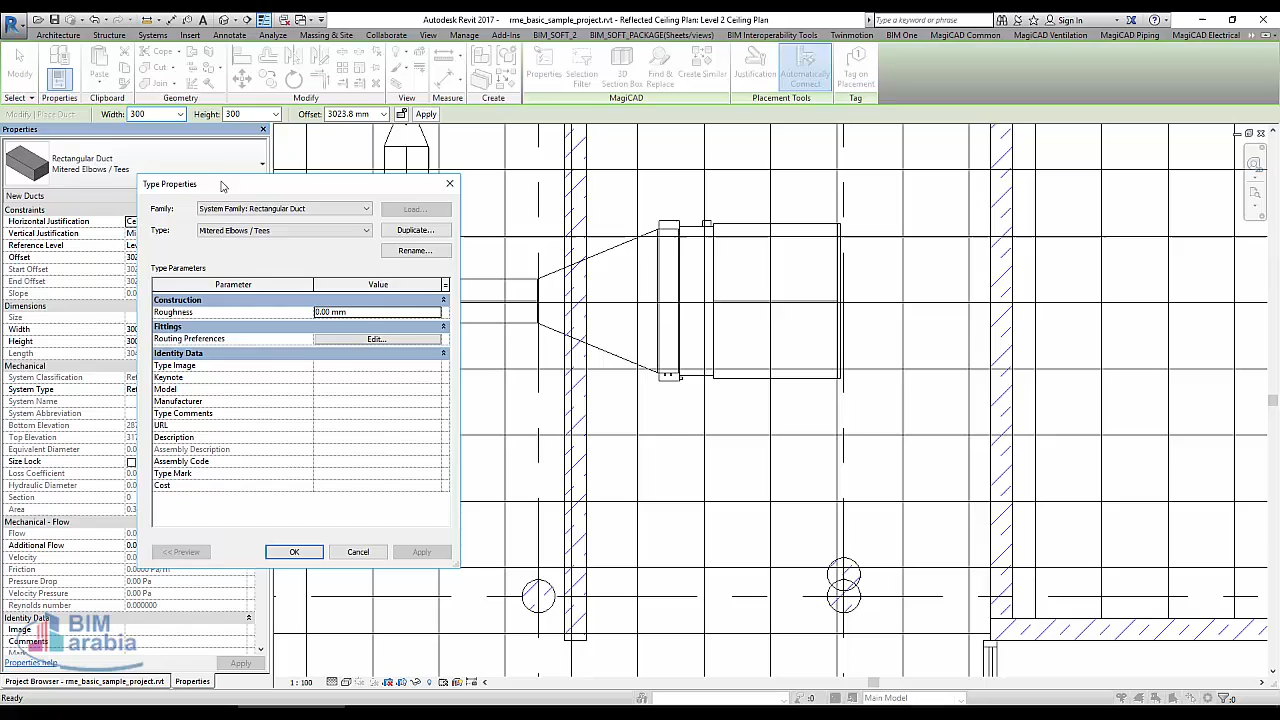 Autodesk Revit 2017 - rme_basic_sample_project.rvt - Reflected Ceiling Plan: Level 2 Ceiling Plan
Type a keyword or phrase
Sign In
Architecture Structure Systems Insert Annotate Analyze Massing & Site Collaborate View Manage Add-Ins BIM_SOFT_2 BIM_SOFT_PACKAGE(Sheets/views) BIM Interoperability Tools Twinmotion BIM One MagiCAD Common MagiCAD Ventilation MagiCAD Piping MagiCAD Electrical
Modify
Paste
Cope
Cut
Join
Properties
Selection Filter
3D Section Box
Find & Replace
Create Similar
Justification
Automatically Connect
Tag on Placement
Select Properties Clipboard Geometry Modify View Measure Create MagiCAD Placement Tools Tag
Modify | Place Duct Width: 300 Height: 300 Offset: 3023.8 mm Apply
Properties
Rectangular Duct
Mitered Elbows / Tees
New Ducts
Constraints
Horizontal Justification
Vertical Justification
Reference Level
Offset
Start Offset
End Offset
Slope
Dimensions
Size
Width
Height
Length
Mechanical
System Classification
System Type
System Name
System Abbreviation
Bottom Elevation
Top Elevation
Equivalent Diameter
Size Lock
Loss Coefficient
Hydraulic Diameter
Section 0
Area
Mechanical - Flow
Flow
Additional Flow
Velocity
Friction 0.0000 Pa/m
Pressure Drop 0.00 Pa
Velocity Pressure 0.00 Pa
Reynolds number 0.000000
Identity Data
Image
Comments
Properties help
Apply
Project Browser - rme_basic_sample_project.rvt Properties
BIM
arabia
Type Properties
Family: System Family: Rectangular Duct Load...
Type: Mitered Elbows / Tees Duplicate...
Rename...
Type Parameters
Parameter Value =
Construction
Roughness 0.00 mm
Fittings
Routing Preferences Edit...
Identity Data
Type Image
Keynote
Model
Manufacturer
Type Comments
URL
Description
Assembly Description
Assembly Code
Type Mark
Cost
<< Preview OK Cancel Apply
1 : 100
Ready
:0
Main Model
:0